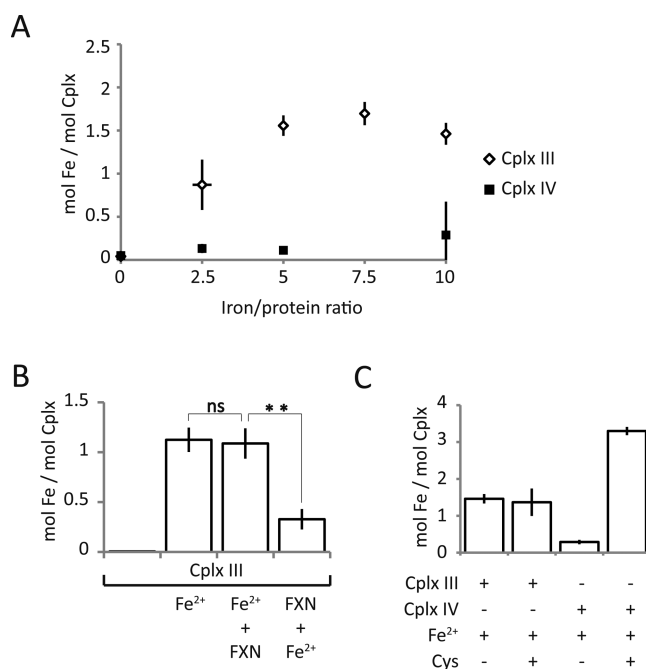 A
mol Fe / mol Cplx
2.5
2
1.5
1
0.5
0
0 2.5 5 7.5 10
Iron/protein ratio
Cplx III
Cplx IV
B
mol Fe / mol Cplx
1.5
1
0.5
0
ns
**
Cplx III
Fe²⁺ Fe²⁺ FXN
+ +
FXN Fe²⁺
C
mol Fe / mol Cplx
4
3
2
1
0
Cplx III + + - -
Cplx IV - - + +
Fe²⁺ + + + +
Cys - + - +